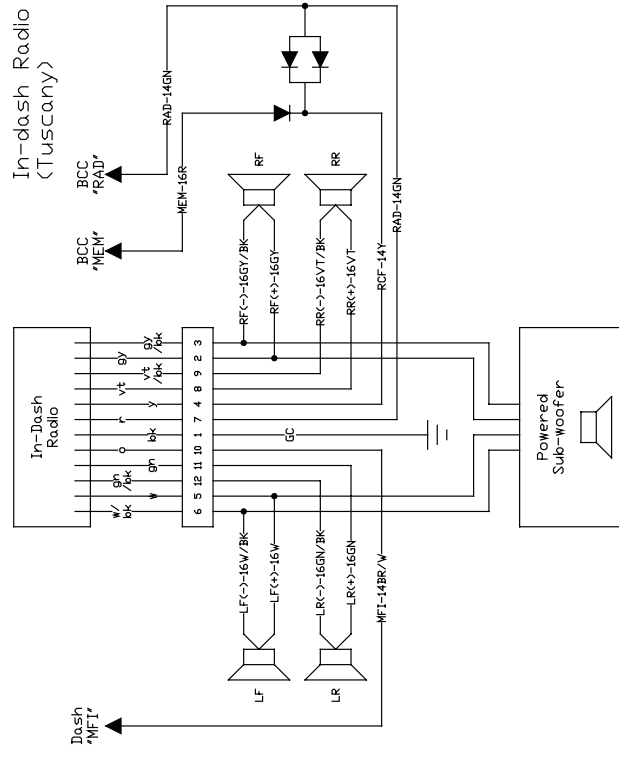 In-dash Radio
(Tuscany)
BCC
"RAD"
BCC
"MEM"
RAD-14GN
MEM-16R
RF
RR
RF(-)-16GY/BK
RF(+)-16GY
RR(-)-16VT/BK
RR(+)-16VT
RCF-14Y
RAD-14GN
In-Dash
Radio
gy
/bk
gy
vt
/bk
vt
y
r
bk
o
gn
gn
/bk
w
w/
bk
3
2
9
8
4
7
1
10
11
12
5
6
GC
Powered
Sub-Woofer
LF(-)-16W/BK
LF(+)-16W
LR(-)-16GN/BK
LR(+)-16GN
MFI-14BR/W
LF
LR
Dash
"MFI"